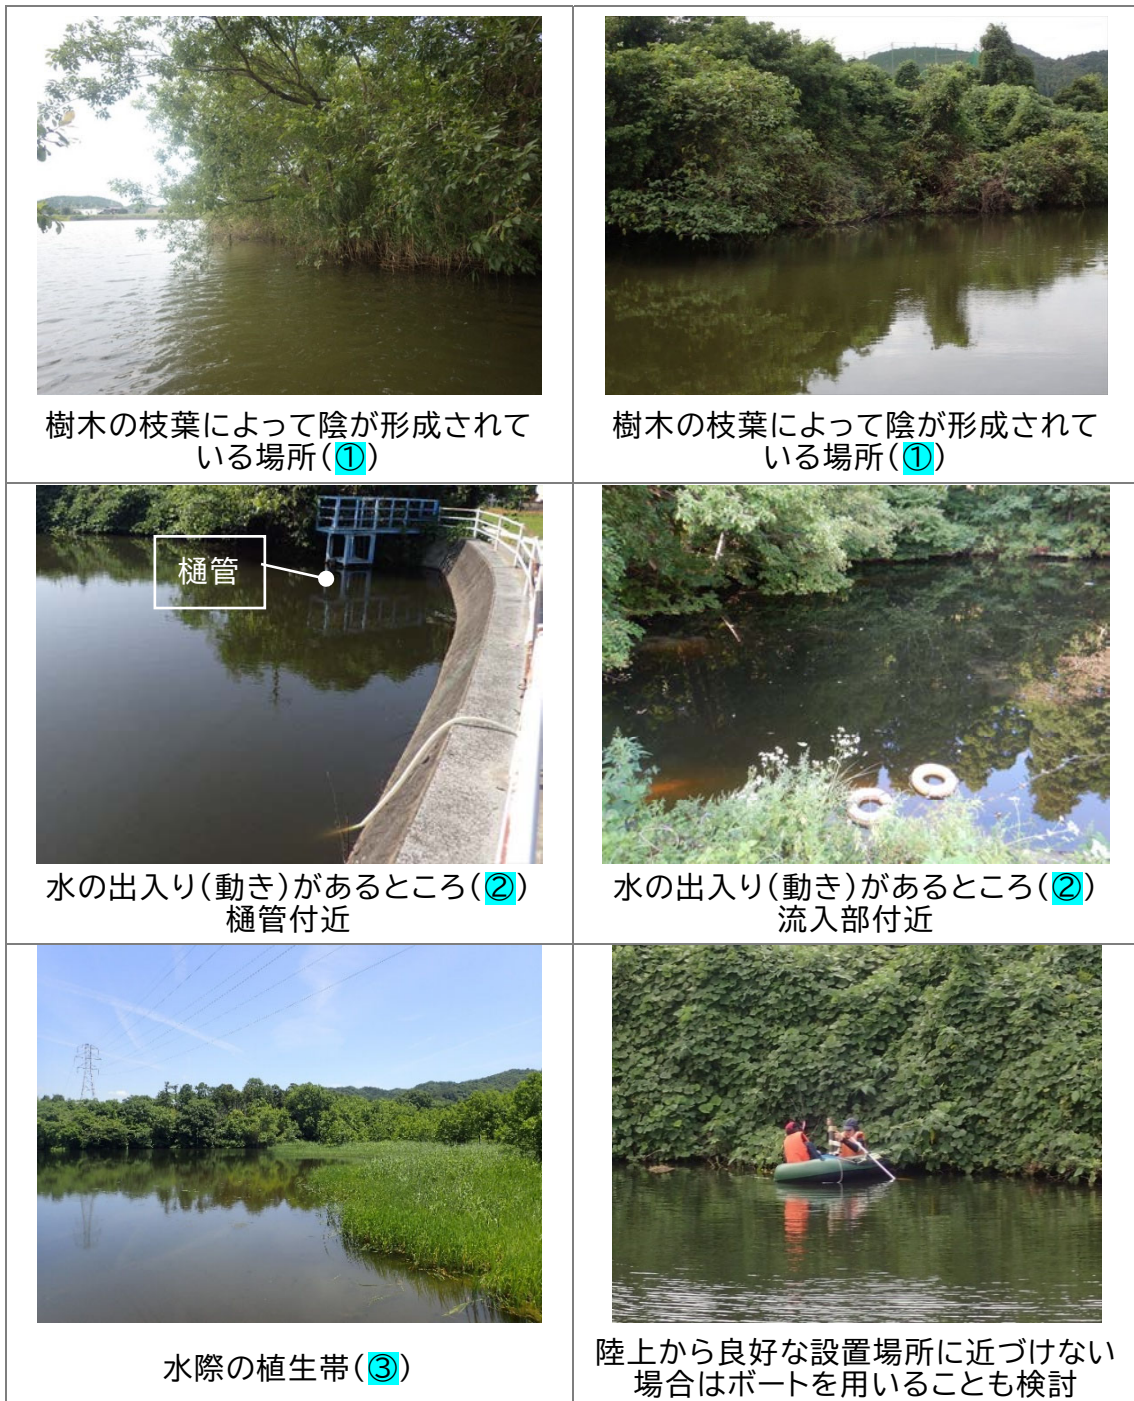 樹木の枝葉によって陰が形成されて
いる場所(①)
樹木の枝葉によって陰が形成されて
いる場所(①)
樋管
水の出入り(動き)があるところ(②)
樋管付近
水の出入り(動き)があるところ(②)
流入部付近
水際の植生帯(③)
陸上から良好な設置場所に近づけない
場合はボートを用いることも検討